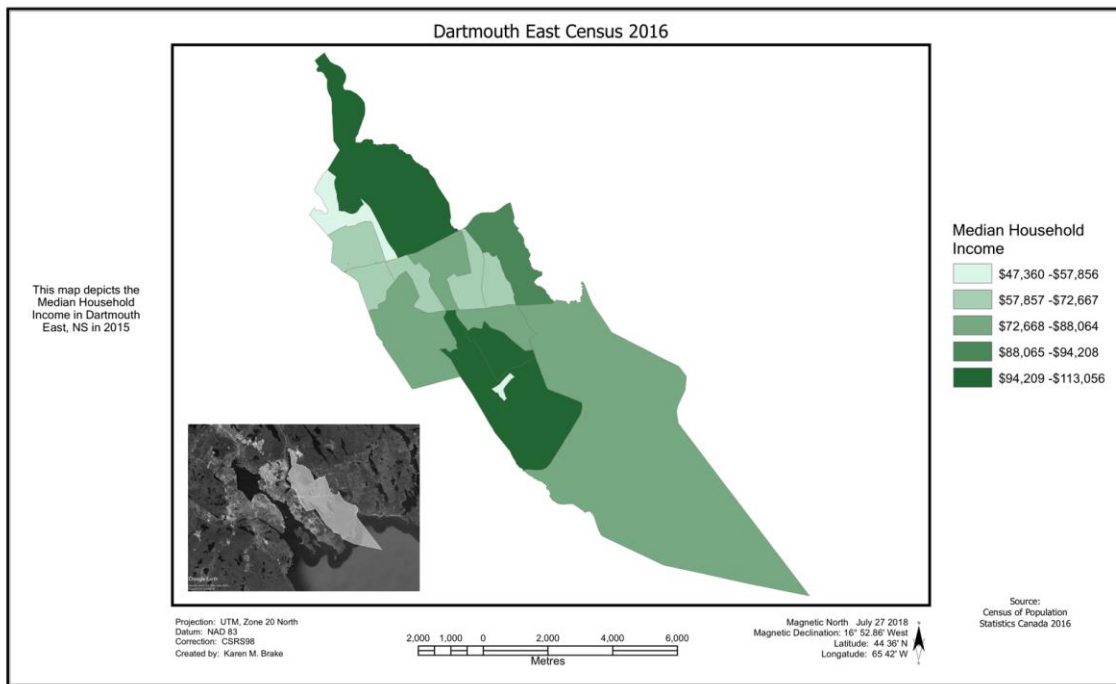 Dartmouth East Census 2016
This map depicts the
Median Household
Income in Dartmouth
East, NS in 2015
Median Household
Income
$47,360 -$57,856
$57,857 -$72,667
$72,668 -$88,064
$88,065 -$94,208
$94,209 -$113,056
Google Earth
Projection: UTM, Zone 20 North
Datum: NAD 83
Correction: CSRS98
Created by: Karen M. Brake
2,000 1,000 0 2,000 4,000 6,000
Metres
Magnetic North July 27 2018
Magnetic Declination: 16° 52.86' West
Latitude: 44 36' N
Longatude: 65 42' W
Source:
Census of Population
Statistics Canada 2016